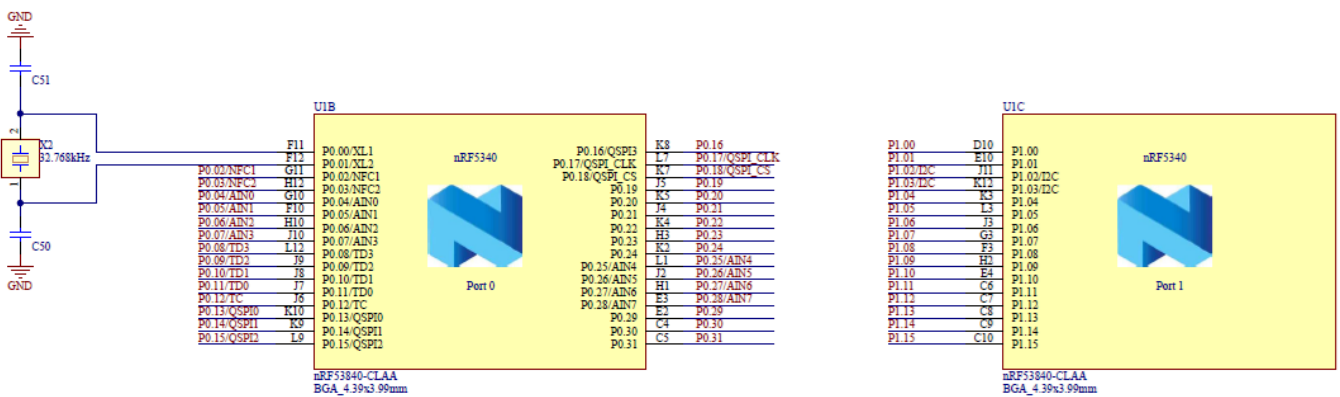 GND
C51
2
X2
32.768kHz
1
C50
GND
U1B
nRF5340
Port 0
F11 P0.00/XL1
F12 P0.01/XL2
P0.02/NFC1 G11 P0.02/NFC1
P0.03/NFC2 H12 P0.03/NFC2
P0.04/AIN0 G10 P0.04/AIN0
P0.05/AIN1 F10 P0.05/AIN1
P0.06/AIN2 H10 P0.06/AIN2
P0.07/AIN3 J10 P0.07/AIN3
P0.08/TD3 L12 P0.08/TD3
P0.09/TD2 J9 P0.09/TD2
P0.10/TD1 J8 P0.10/TD1
P0.11/TD0 J7 P0.11/TD0
P0.12/TC J6 P0.12/TC
P0.13/QSPI0 K10 P0.13/QSPI0
P0.14/QSPI1 K9 P0.14/QSPI1
P0.15/QSPI2 L9 P0.15/QSPI2
P0.16/QSPI3 K8 P0.16
P0.17/QSPI_CLK L7 P0.17/QSPI_CLK
P0.18/QSPI_CS K7 P0.18/QSPI_CS
P0.19 J5 P0.19
P0.20 K5 P0.20
P0.21 J4 P0.21
P0.22 K4 P0.22
P0.23 H3 P0.23
P0.24 K2 P0.24
P0.25/AIN4 L1 P0.25/AIN4
P0.26/AIN5 J2 P0.26/AIN5
P0.27/AIN6 H1 P0.27/AIN6
P0.28/AIN7 E3 P0.28/AIN7
P0.29 E2 P0.29
P0.30 C4 P0.30
P0.31 C5 P0.31
nRF53840-CLAA
BGA_4.39x3.99mm
U1C
nRF5340
Port 1
P1.00 D10 P1.00
P1.01 E10 P1.01
P1.02/I2C J11 P1.02/I2C
P1.03/I2C K12 P1.03/I2C
P1.04 K3 P1.04
P1.05 L3 P1.05
P1.06 J3 P1.06
P1.07 G3 P1.07
P1.08 F3 P1.08
P1.09 H2 P1.09
P1.10 E4 P1.10
P1.11 C6 P1.11
P1.12 C7 P1.12
P1.13 C8 P1.13
P1.14 C9 P1.14
P1.15 C10 P1.15
nRF53840-CLAA
BGA_4.39x3.99mm